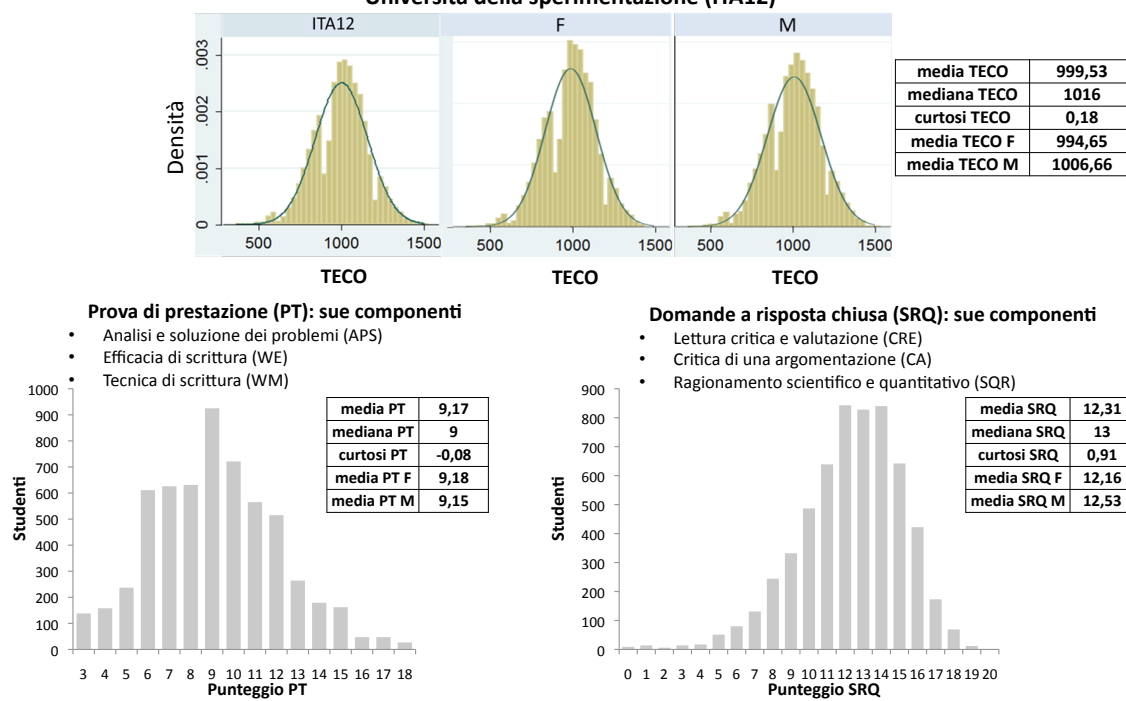 Università della sperimentazione (ITA12)
ITA12
F
M
Densità
0 .001 .002 .003
500 1000 1500
500 1000 1500
500 1000 1500
TECO
TECO
TECO
media TECO 999,53
mediana TECO 1016
curtosi TECO 0,18
media TECO F 994,65
media TECO M 1006,66
Prova di prestazione (PT): sue componenti
• Analisi e soluzione dei problemi (APS)
• Efficacia di scrittura (WE)
• Tecnica di scrittura (WM)
1000
900
800
700
600
500
400
300
200
100
0
Studenti
media PT 9,17
mediana PT 9
curtosi PT -0,08
media PT F 9,18
media PT M 9,15
3 4 5 6 7 8 9 10 11 12 13 14 15 16 17 18
Punteggio PT
Domande a risposta chiusa (SRQ): sue componenti
• Lettura critica e valutazione (CRE)
• Critica di una argomentazione (CA)
• Ragionamento scientifico e quantitativo (SQR)
900
800
700
600
500
400
300
200
100
0
Studenti
media SRQ 12,31
mediana SRQ 13
curtosi SRQ 0,91
media SRQ F 12,16
media SRQ M 12,53
0 1 2 3 4 5 6 7 8 9 10 11 12 13 14 15 16 17 18 19 20
Punteggio SRQ